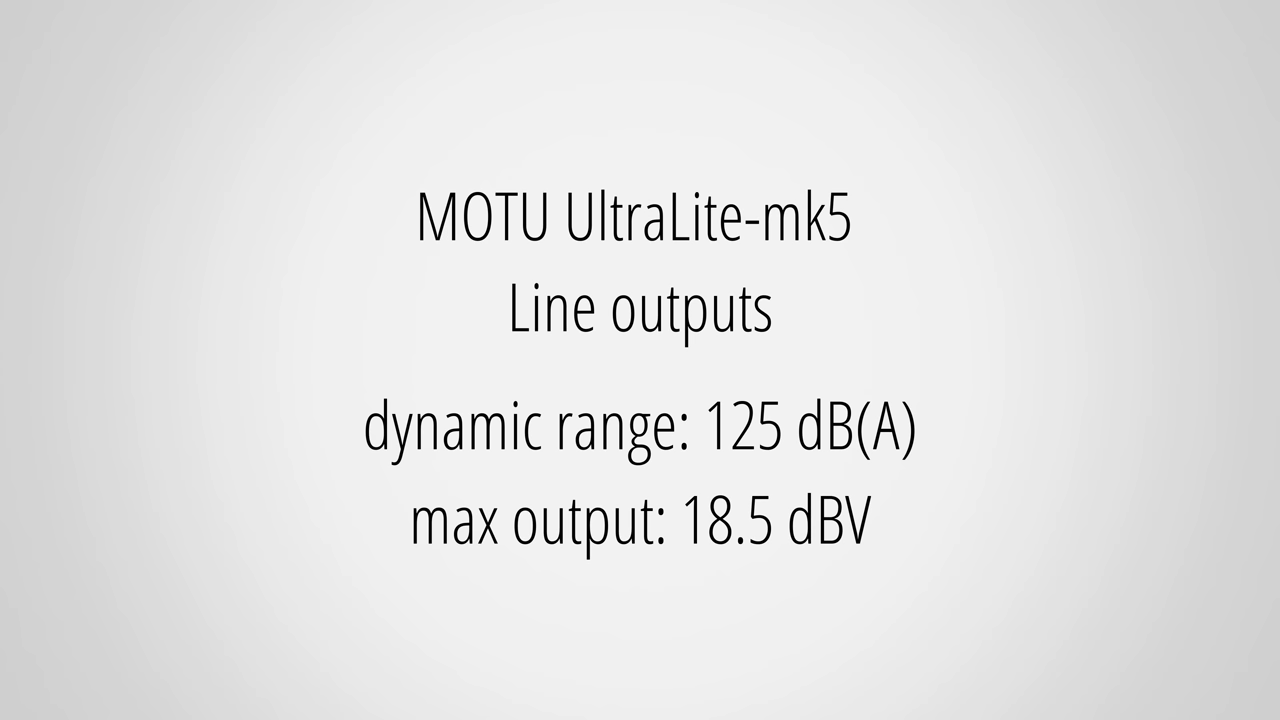 MOTU UltraLite-mk5
Line outputs
dynamic range: 125 dB(A)
max output: 18.5 dBV